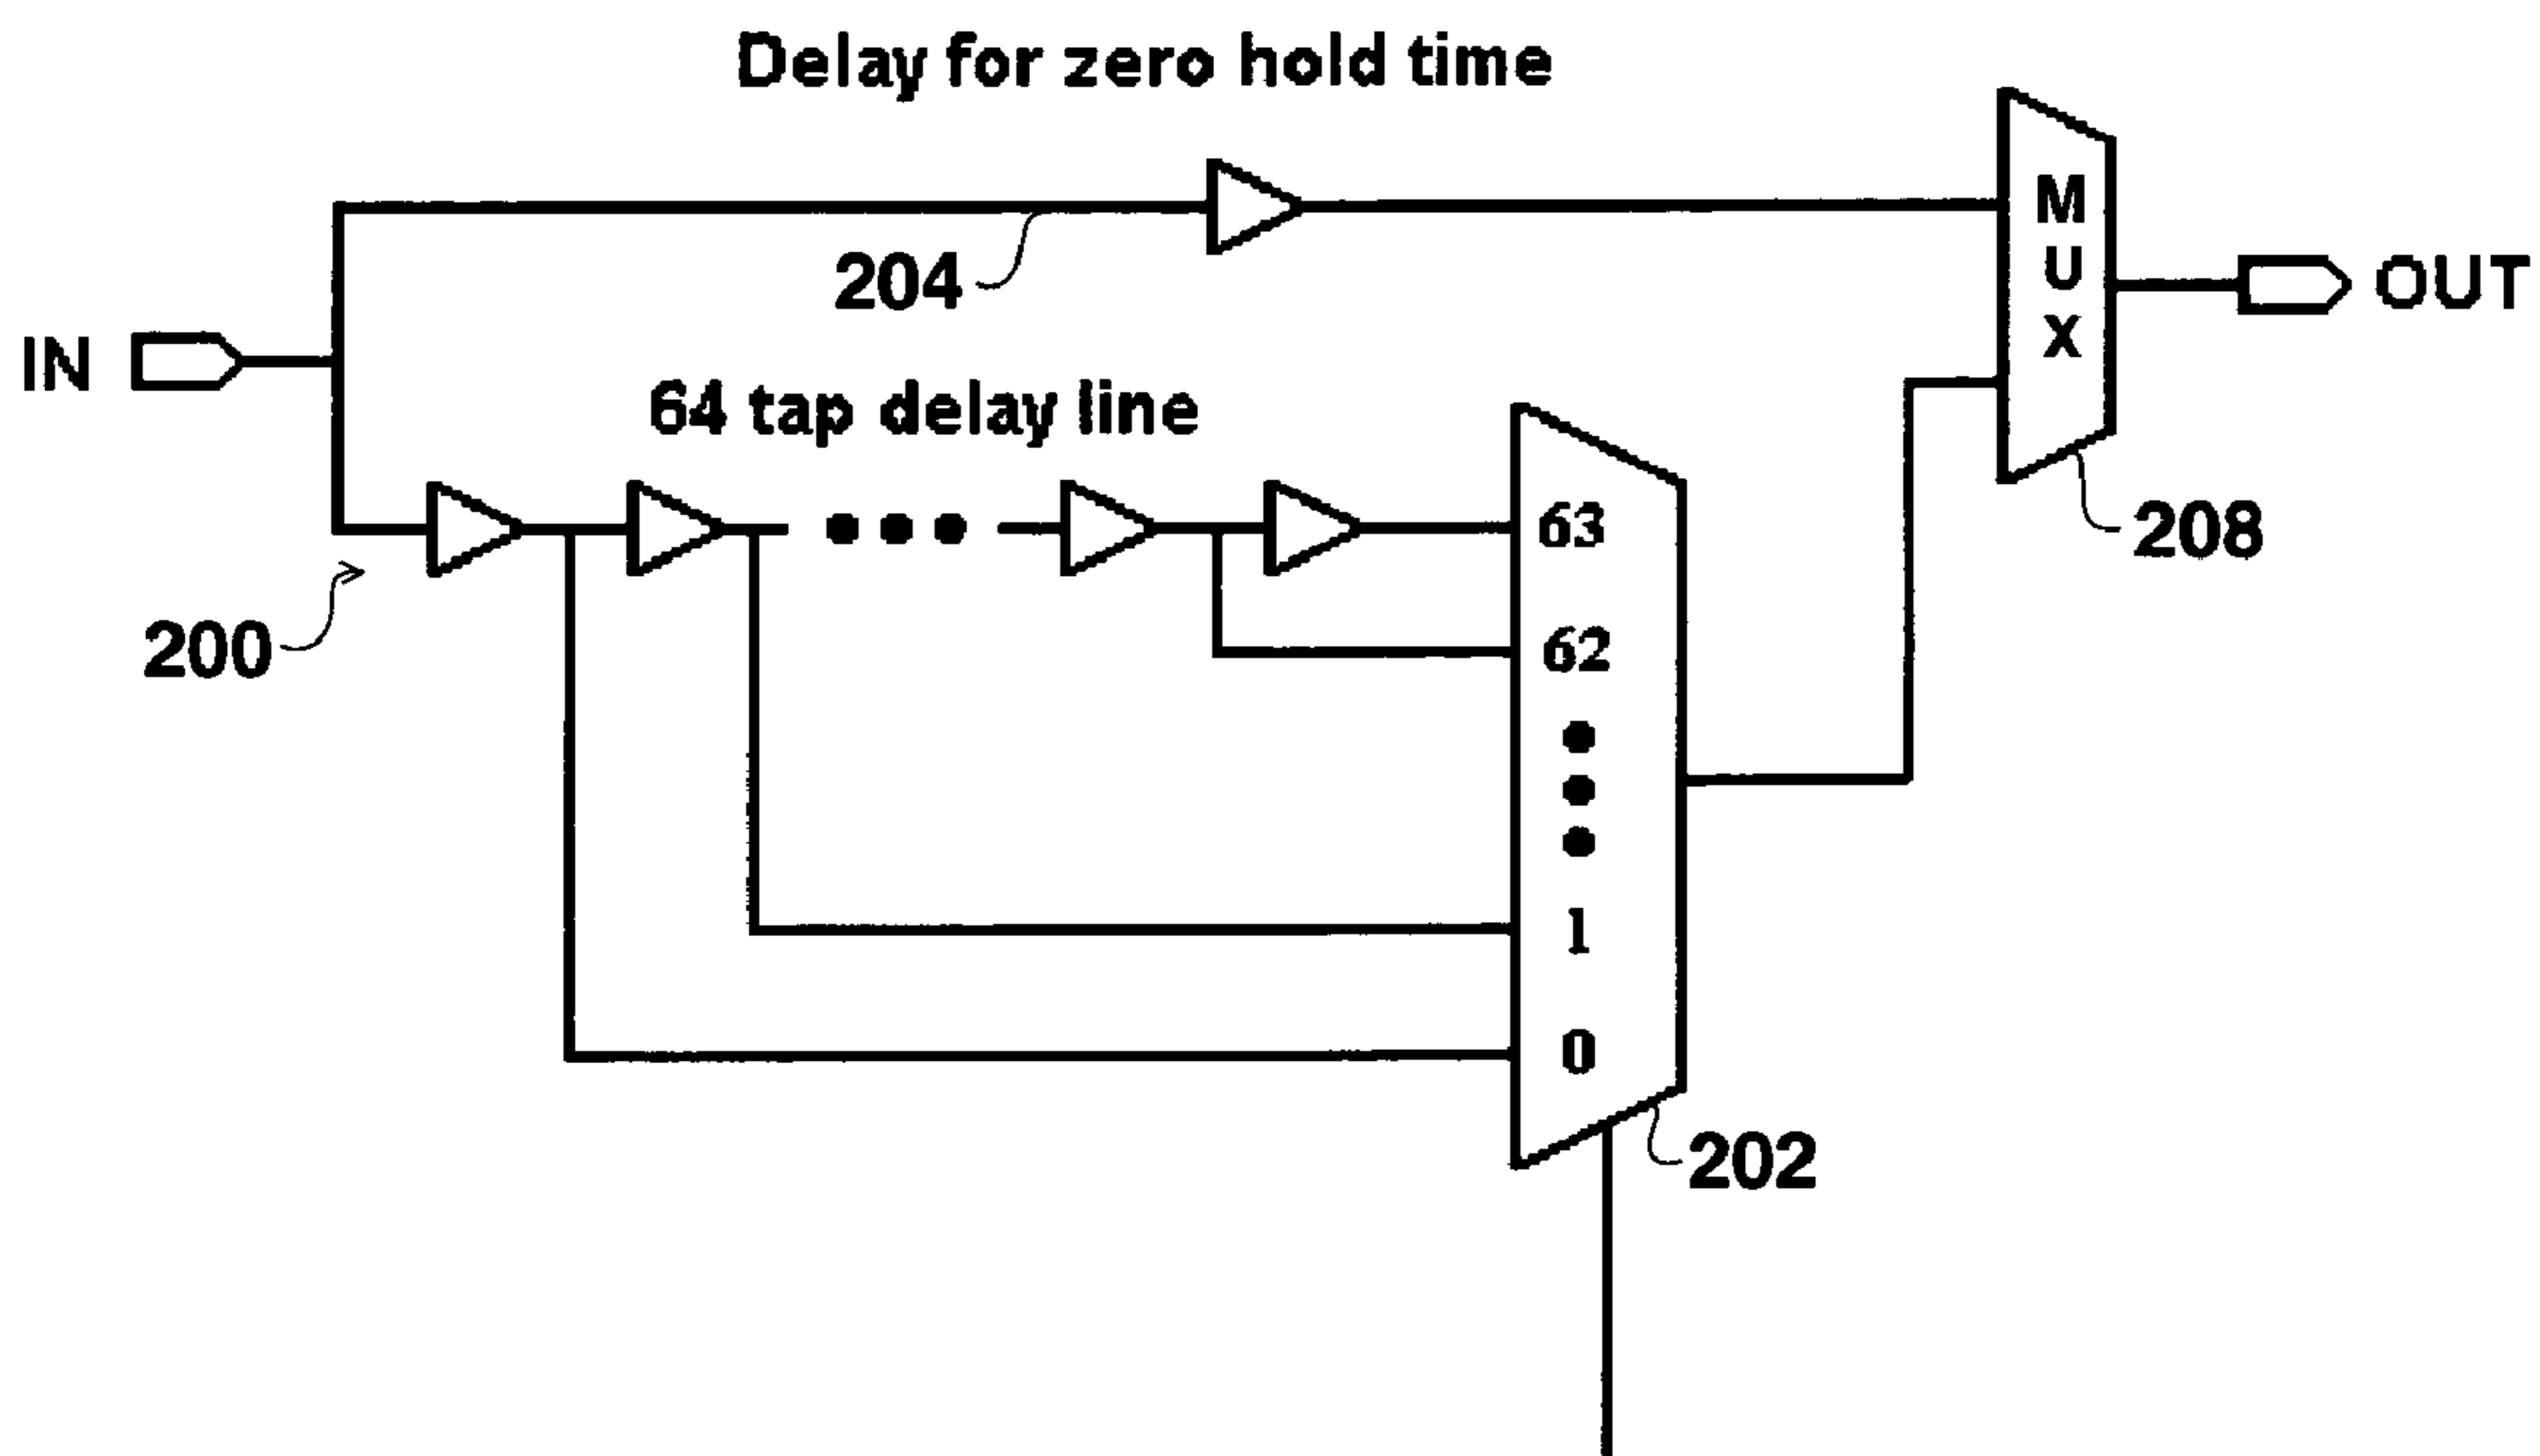 Delay for zero hold time
MUX
204
OUT
IN
64 tap delay line
63
208
200
62
1
0
202